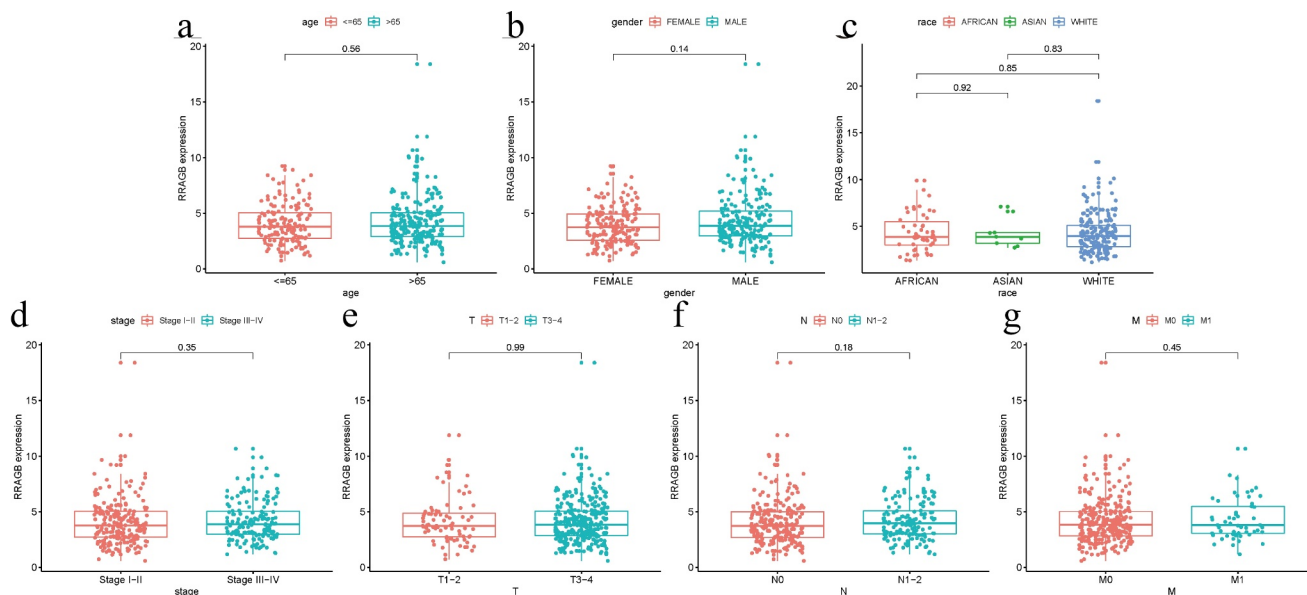 a
age <=65 >65
20
15
10
5
0
RRAGB expression
0.56
<=65 >65
age
b
gender FEMALE MALE
20
15
10
5
0
RRAGB expression
0.14
FEMALE MALE
gender
c
race AFRICAN ASIAN WHITE
20
15
10
5
RRAGB expression
0.83
0.85
0.92
AFRICAN ASIAN WHITE
race
d
stage Stage I-II Stage III-IV
20
15
10
5
0
RRAGB expression
0.35
Stage I-II Stage III-IV
stage
e
T T1-2 T3-4
20
15
10
5
0
RRAGB expression
0.99
T1-2 T3-4
T
f
N N0 N1-2
20
15
10
5
0
RRAGB expression
0.18
N0 N1-2
N
g
M M0 M1
20
15
10
5
0
RRAGB expression
0.45
M0 M1
M